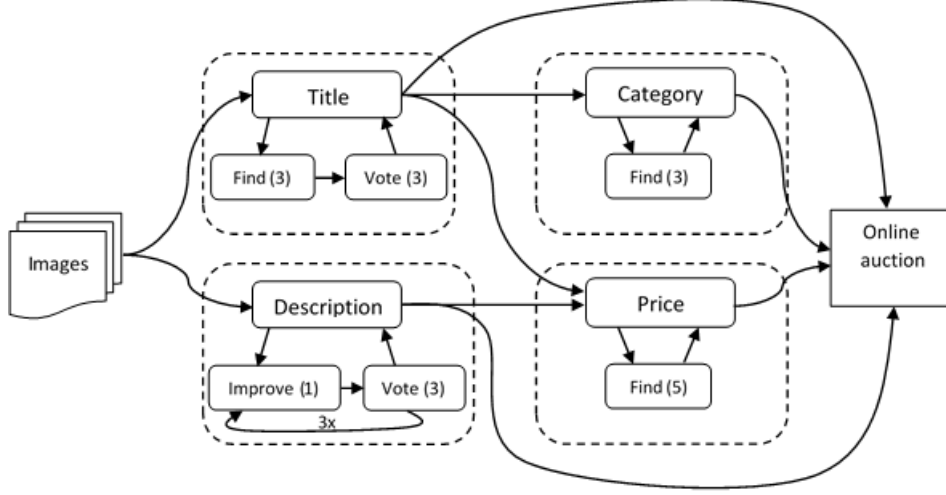 Title
Category
Find (3)
Vote (3)
Find (3)
Images
Online
auction
Description
Price
Improve (1)
Vote (3)
Find (5)
3x